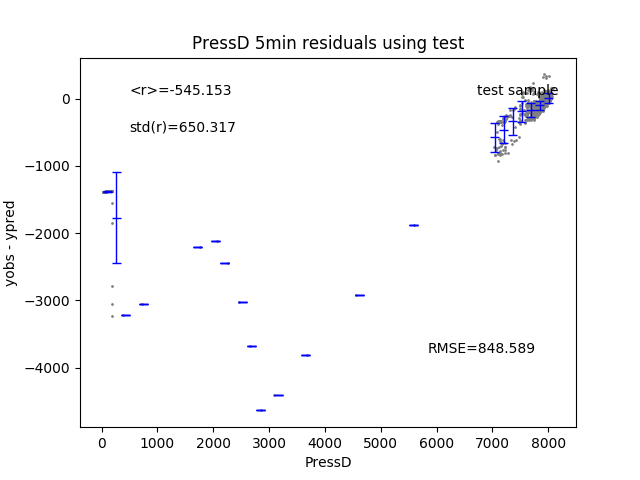 PressD 5min residuals using test
<r>=-545.153
test sample
std(r)=650.317
RMSE=848.589
yobs - ypred
0
−1000
−2000
−3000
−4000
0 1000 2000 3000 4000 5000 6000 7000 8000
PressD